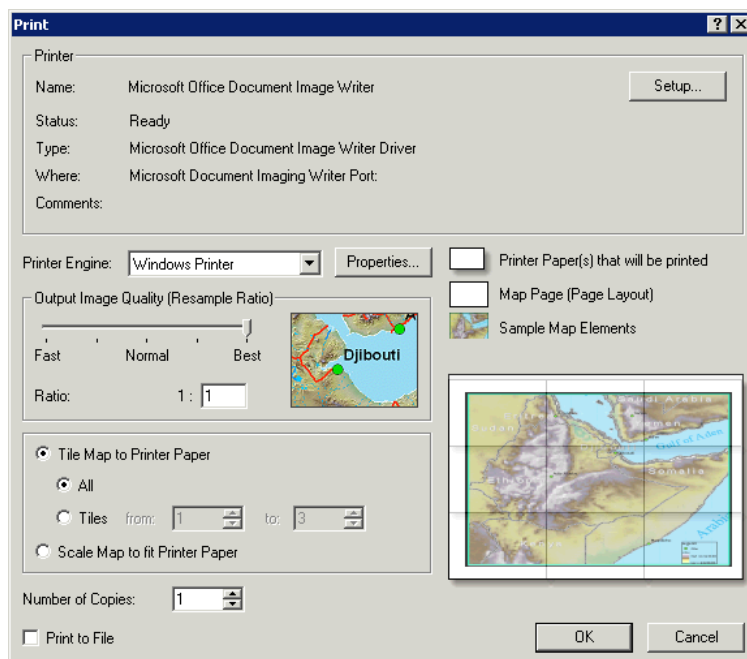 Print
Printer
Name: Microsoft Office Document Image Writer
Setup...
Status: Ready
Type: Microsoft Office Document Image Writer Driver
Where: Microsoft Document Imaging Writer Port:
Comments:
Printer Engine: Windows Printer Properties...
Output Image Quality (Resample Ratio)
Fast Normal Best
Ratio: 1 : 1
Djibouti
Printer Paper(s) that will be printed
Map Page (Page Layout)
Sample Map Elements
Tile Map to Printer Paper
All
Tiles from: 1 to: 3
Scale Map to fit Printer Paper
Saudi Arabia
Yemen
Sudan
Gulf of Aden
Somalia
Number of Copies: 1
Print to File
OK Cancel